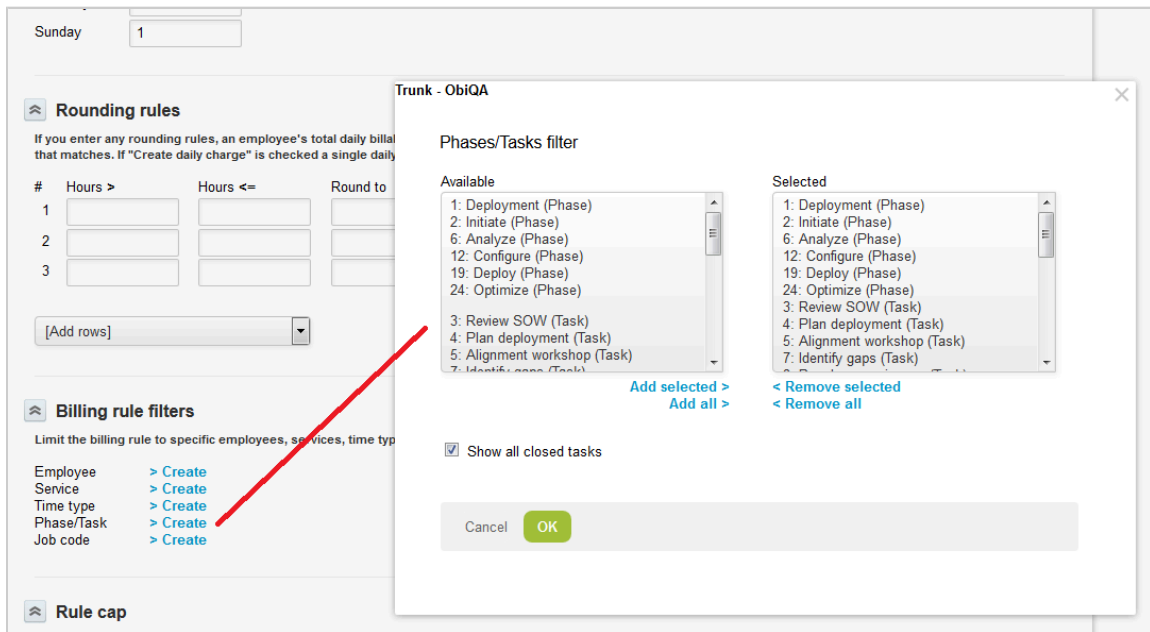 Sunday 1
Rounding rules
If you enter any rounding rules, an employee's total daily
that matches. If "Create daily charge" is checked a single daily
# Hours > Hours <= Round to
1
2
3
[Add rows]
Billing rule filters
Limit the billing rule to specific employees, services, time
Employee > Create
Service > Create
Time type > Create
Phase/Task > Create
Job code > Create
Rule cap
Trunk - ObiQA
Phases/Tasks filter
Available
1: Deployment (Phase)
2: Initiate (Phase)
6: Analyze (Phase)
12: Configure (Phase)
19: Deploy (Phase)
24: Optimize (Phase)
3: Review SOW (Task)
4: Plan deployment (Task)
5: Alignment workshop (Task)
7: Identify gaps (Task)
Add selected >
Add all >
Selected
1: Deployment (Phase)
2: Initiate (Phase)
6: Analyze (Phase)
12: Configure (Phase)
19: Deploy (Phase)
24: Optimize (Phase)
3: Review SOW (Task)
4: Plan deployment (Task)
5: Alignment workshop (Task)
7: Identify gaps (Task)
< Remove selected
< Remove all
Show all closed tasks
Cancel OK